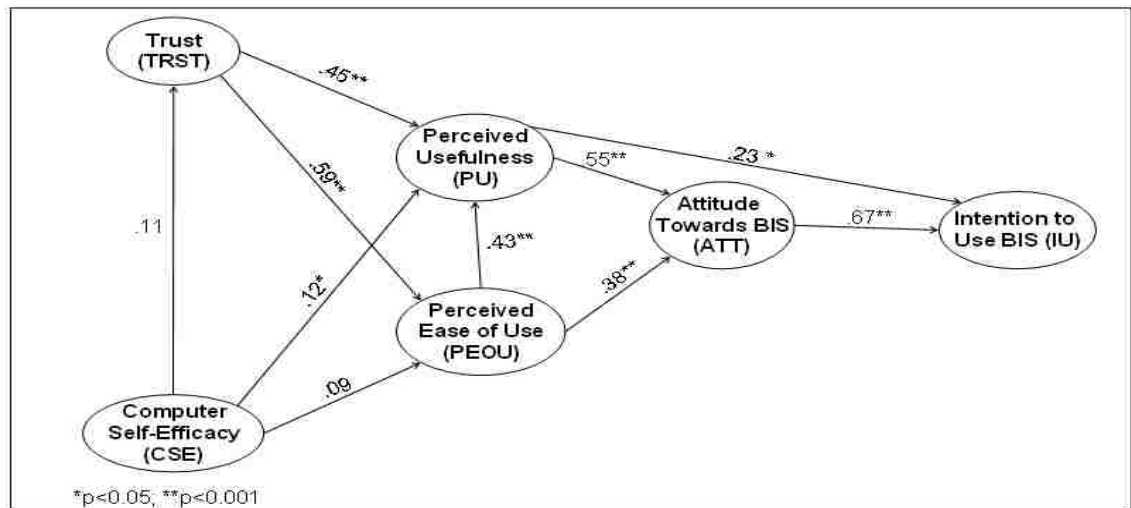 Trust
(TRST)
.45**
Perceived
Usefulness
(PU)
.23 *
.55**
.59**
Attitude
Towards BIS
(ATT)
.67**
Intention to
Use BIS (IU)
.11
.43**
.12*
.38**
Perceived
Ease of Use
(PEOU)
.09
Computer
Self-Efficacy
(CSE)
*p<0.05; **p<0.001